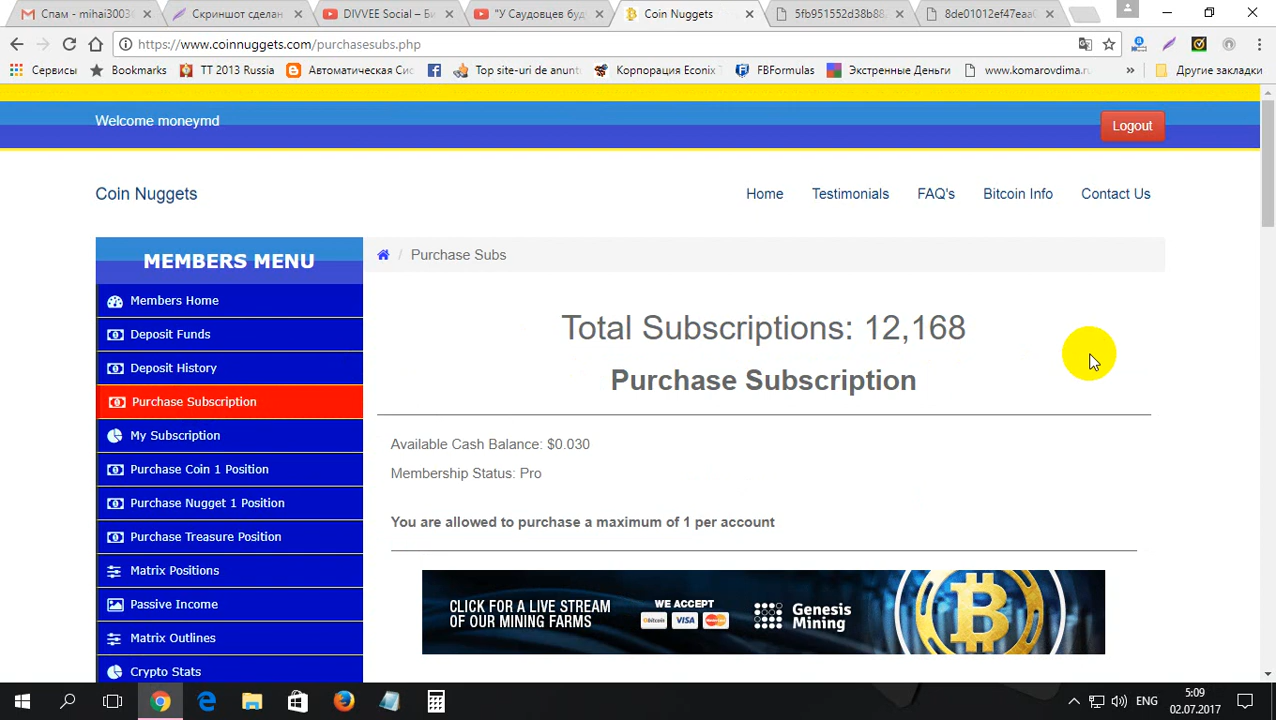 Спам - mihai3003
Скриншот сделан
DIVVEE Social – Б
"У Саудовцев буд
Coin Nuggets
5fb951552d38b88
8de01012ef47eaa
https://www.coinnuggets.com/purchasesubs.php
Сервисы
Bookmarks
TT 2013 Russia
Автоматическая Сис
Top site-uri de anunt
Корпорация Econix
FBFormulas
Экстренные Деньги
www.komarovdima.ru
»
Другие закладки
Welcome moneymd
Logout
Coin Nuggets
Home
Testimonials
FAQ's
Bitcoin Info
Contact Us
MEMBERS MENU
Members Home
Deposit Funds
Deposit History
Purchase Subscription
My Subscription
Purchase Coin 1 Position
Purchase Nugget 1 Position
Purchase Treasure Position
Matrix Positions
Passive Income
Matrix Outlines
Crypto Stats
/ Purchase Subs
Total Subscriptions: 12,168
Purchase Subscription
Available Cash Balance: $0.030
Membership Status: Pro
You are allowed to purchase a maximum of 1 per account
CLICK FOR A LIVE STREAM
OF OUR MINING FARMS
WE ACCEPT
bitcoin
VISA
Genesis
Mining
ENG
5:09
02.07.2017